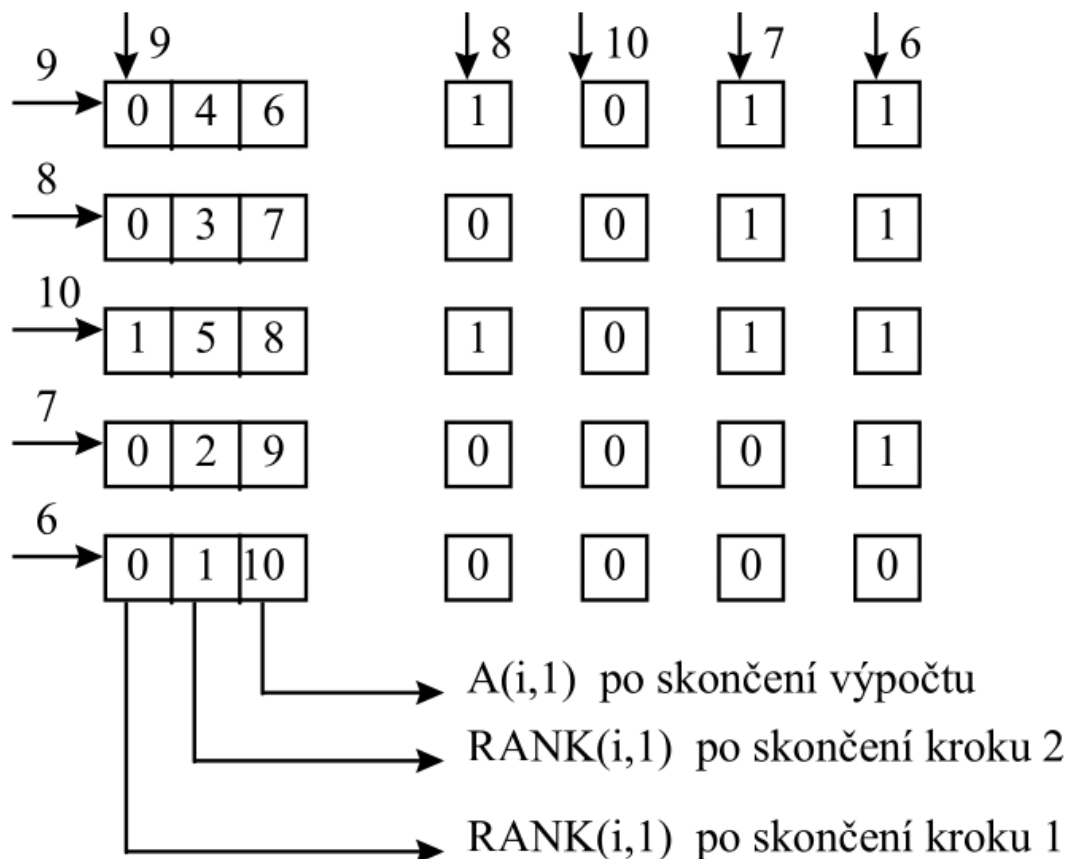 9 8 10 7 6
9 0 4 6 1 0 1 1
8 0 3 7 0 0 1 1
10 1 5 8 1 0 1 1
7 0 2 9 0 0 0 1
6 0 1 10 0 0 0 0
A(i,1) po skončení výpočtu
RANK(i,1) po skončení kroku 2
RANK(i,1) po skončení kroku 1